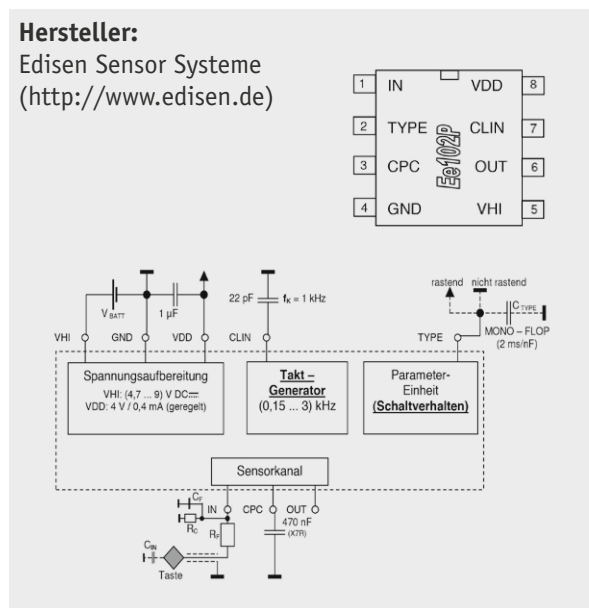 Hersteller:
Edisen Sensor Systeme
(http://www.edisen.de)
1 IN VDD 8
2 TYPE CLIN 7
3 CPC OUT 6
4 GND VHI 5
Ee102P
V BATT
1 µF
22 pF
fK = 1 kHz
rastend
nicht rastend
C TYPE
MONO – FLOP
(2 ms/nF)
VHI GND VDD CLIN TYPE
Spannungsaufbereitung
VHI: (4,7 ... 9) V DC
VDD: 4 V / 0,4 mA (geregelt)
Takt –
Generator
(0,15 ... 3) kHz
Parameter-
Einheit
(Schaltverhalten)
Sensorkanal
IN CPC OUT
CF
RC
RF
470 nF
(X7R)
CIN
Taste